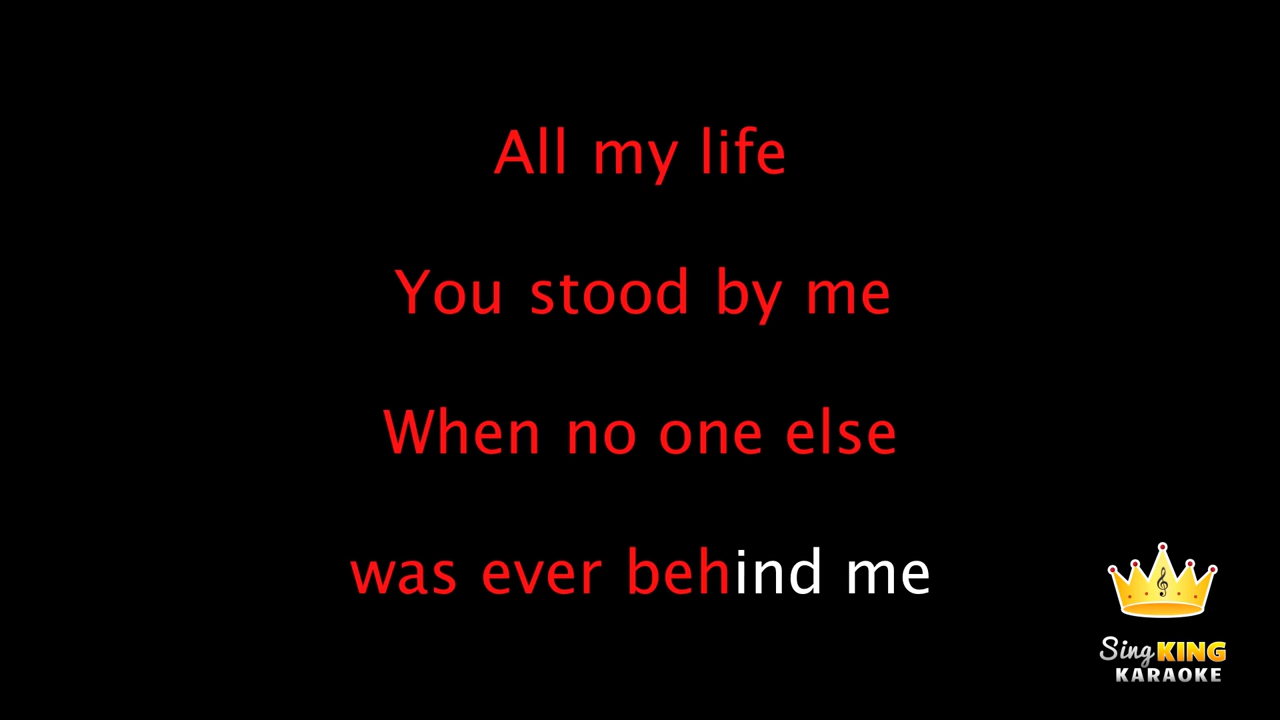 All my life
You stood by me
When no one else
was ever behind me
Sing KING
KARAOKE